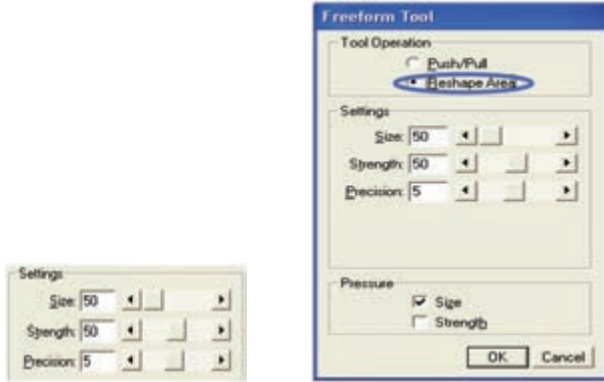 Settings
Size: 50
Strength: 50
Precision: 5
Freeform Tool
Tool Operation
Push/Pull
Reshape Area
Settings
Size: 50
Strength: 50
Precision: 5
Pressure
Size
Strength
OK Cancel